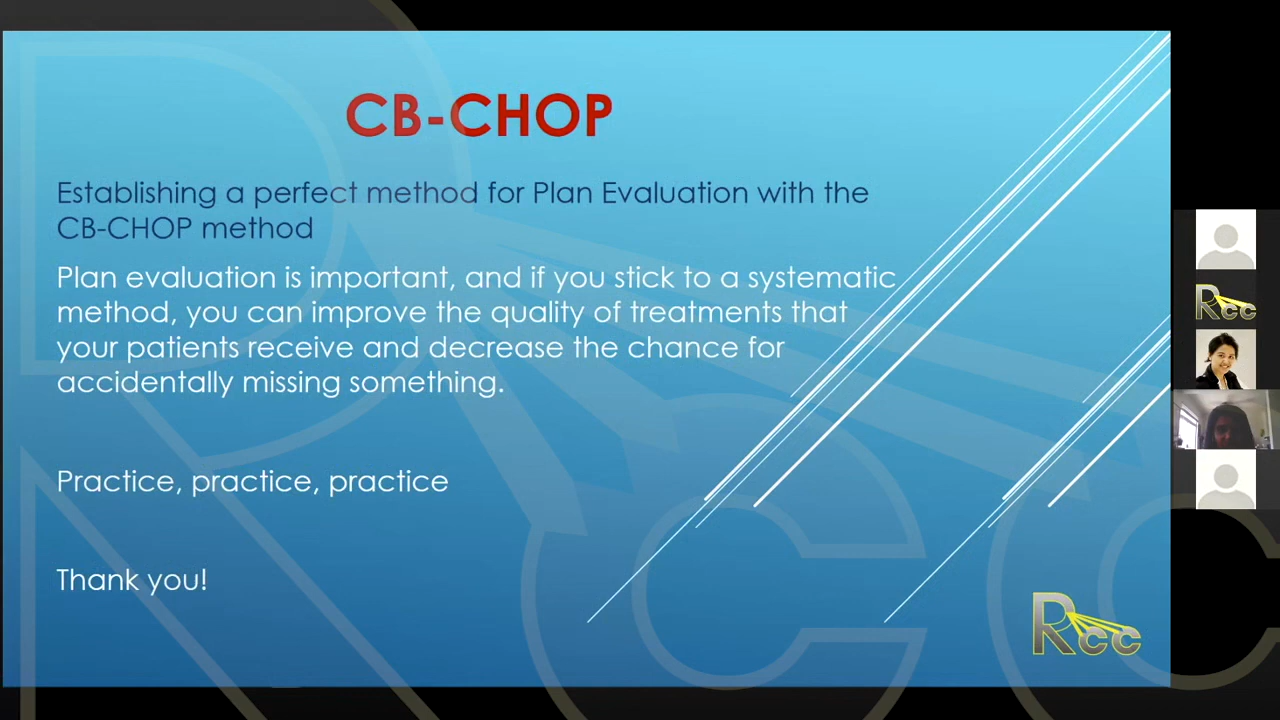 CB-CHOP
Establishing a perfect method for Plan Evaluation with the
CB-CHOP method
Plan evaluation is important, and if you stick to a systematic
method, you can improve the quality of treatments that
your patients receive and decrease the chance for
accidentally missing something.
Practice, practice, practice
Thank you!
Rcc
Rcc